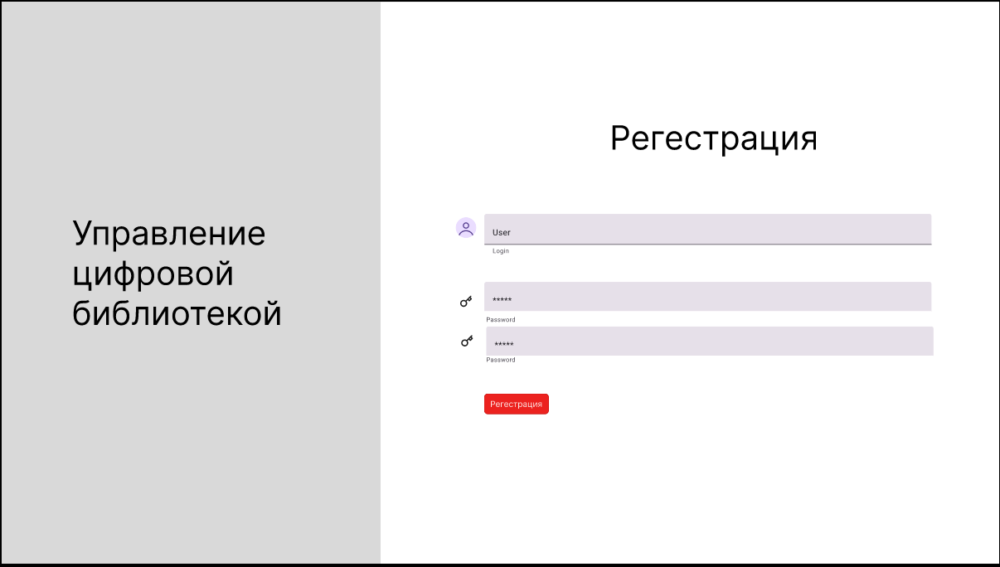 Управление
цифровой
библиотекой
Регестрация
User
Login
*****
Password
*****
Password
Регестрация